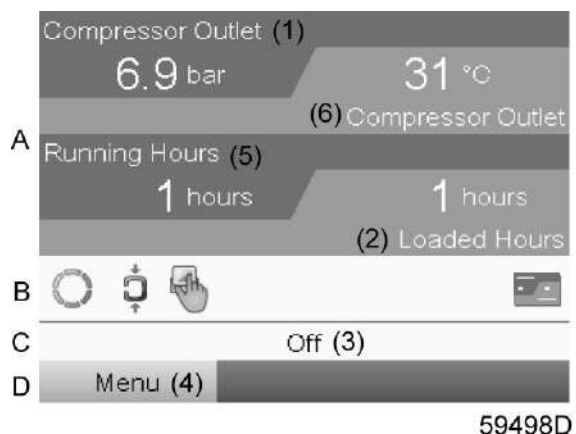 Compressor Outlet (1)
6.9 bar
31 °C
(6) Compressor Outlet
A
Running Hours (5)
1 hours
1 hours
(2) Loaded Hours
B
C
Off (3)
D
Menu (4)
59498D